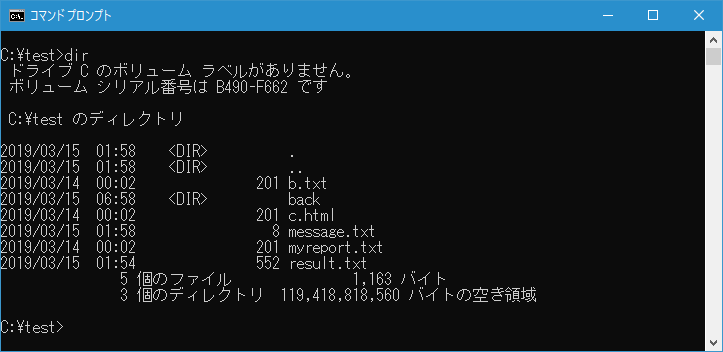 コマンドプロンプト
C:¥test>dir
ドライブ C のボリューム ラベルがありません。
ボリューム シリアル番号は B490-F662 です
C:¥test のディレクトリ
2019/03/15  01:58    <DIR>          .
2019/03/15  01:58    <DIR>          ..
2019/03/14  00:02               201 b.txt
2019/03/15  06:58    <DIR>          back
2019/03/14  00:02               201 c.html
2019/03/15  01:58                 8 message.txt
2019/03/14  00:02               201 myreport.txt
2019/03/15  01:54               552 result.txt
5 個のファイル               1,163 バイト
3 個のディレクトリ  119,418,818,560 バイトの空き領域
C:¥test>